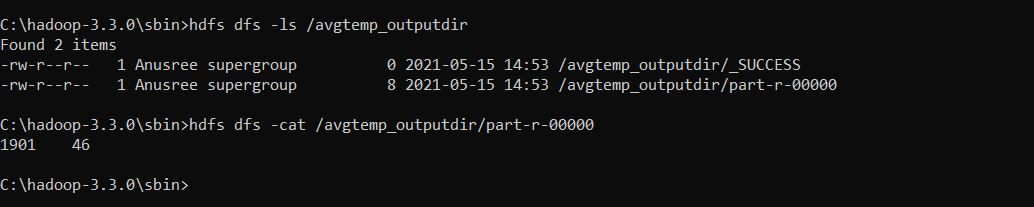 C:\hadoop-3.3.0\sbin>hdfs dfs -ls /avgtemp_outputdir
Found 2 items
-rw-r--r--   1 Anusree supergroup          0 2021-05-15 14:53 /avgtemp_outputdir/_SUCCESS
-rw-r--r--   1 Anusree supergroup          8 2021-05-15 14:53 /avgtemp_outputdir/part-r-00000
C:\hadoop-3.3.0\sbin>hdfs dfs -cat /avgtemp_outputdir/part-r-00000
1901    46
C:\hadoop-3.3.0\sbin>